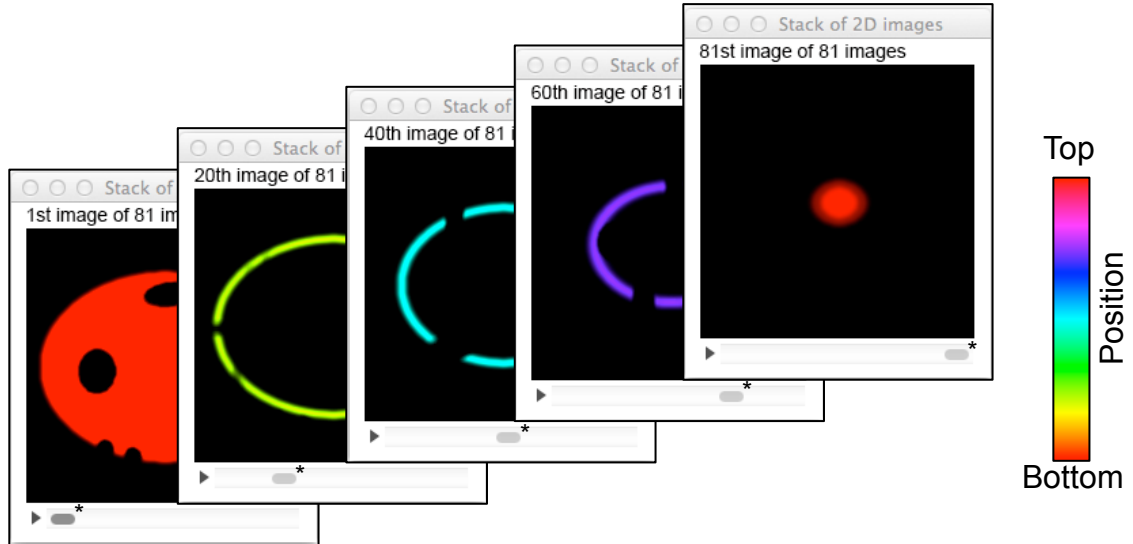 Stack of
1st image of 81 im
*
Stack of
20th image of 81 i
*
Stack of
40th image of 81 i
*
Stack of
60th image of 81 i
*
Stack of 2D images
81st image of 81 images
*
Top
Position
Bottom